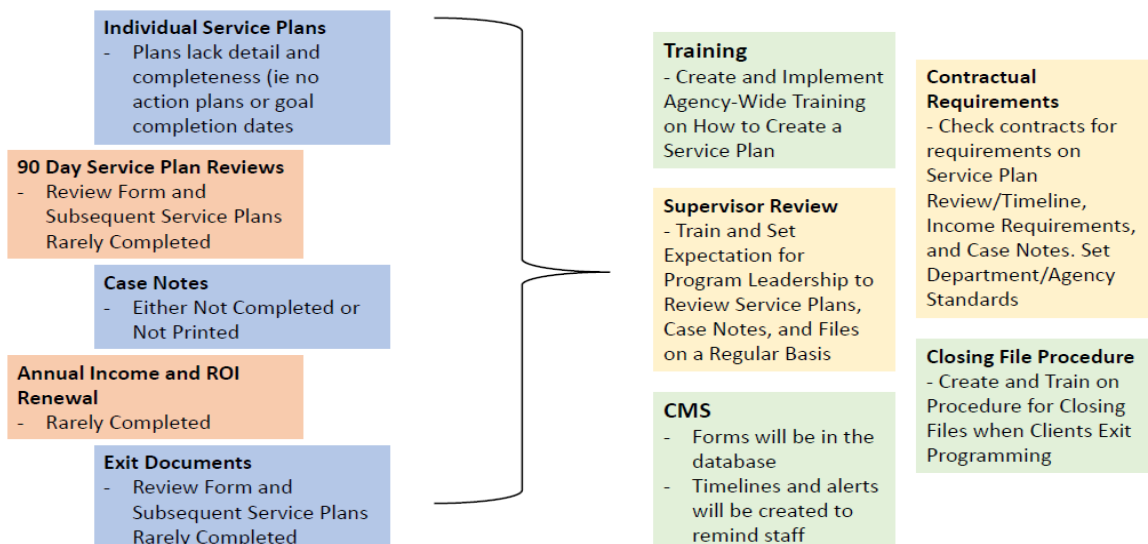 Individual Service Plans
- Plans lack detail and
completeness (ie no
action plans or goal
completion dates
90 Day Service Plan Reviews
- Review Form and
Subsequent Service Plans
Rarely Completed
Case Notes
- Either Not Completed or
Not Printed
Annual Income and ROI
Renewal
- Rarely Completed
Exit Documents
- Review Form and
Subsequent Service Plans
Rarely Completed
Training
- Create and Implement
Agency-Wide Training
on How to Create a
Service Plan
Supervisor Review
- Train and Set
Expectation for
Program Leadership to
Review Service Plans,
Case Notes, and Files
on a Regular Basis
CMS
- Forms will be in the
database
- Timelines and alerts
will be created to
remind staff
Contractual
Requirements
- Check contracts for
requirements on
Service Plan
Review/Timeline,
Income Requirements,
and Case Notes. Set
Department/Agency
Standards
Closing File Procedure
- Create and Train on
Procedure for Closing
Files when Clients Exit
Programming